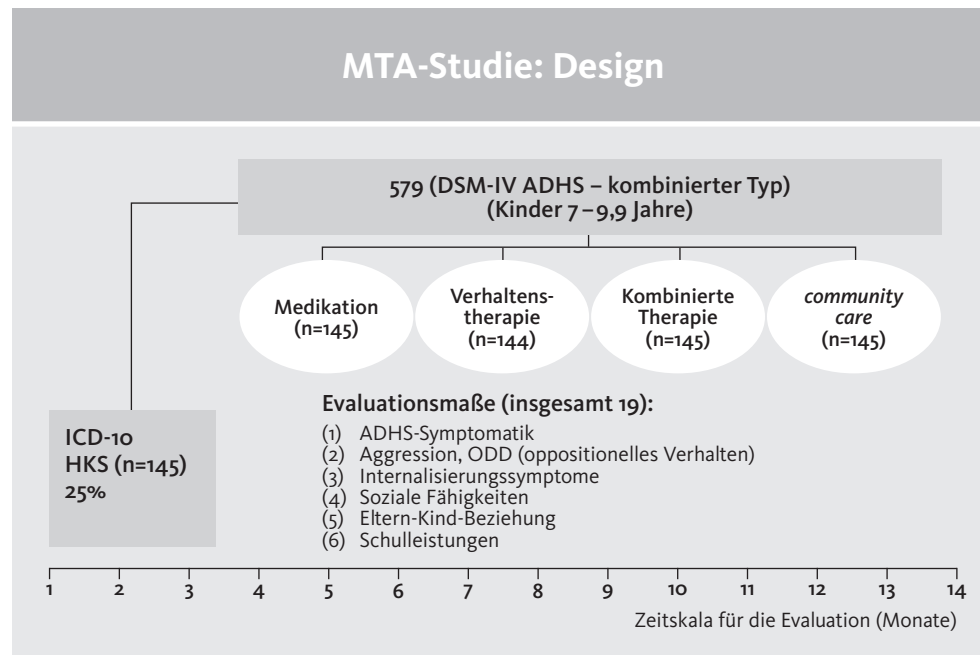 MTA-Studie: Design
579 (DSM-IV ADHS – kombinierter Typ)
(Kinder 7 – 9,9 Jahre)
Medikation
(n=145)
Verhaltens-
therapie
(n=144)
Kombinierte
Therapie
(n=145)
community
care
(n=145)
ICD-10
HKS (n=145)
25%
Evaluationsmaße (insgesamt 19):
(1) ADHS-Symptomatik
(2) Aggression, ODD (oppositionelles Verhalten)
(3) Internalisierungssymptome
(4) Soziale Fähigkeiten
(5) Eltern-Kind-Beziehung
(6) Schulleistungen
1 2 3 4 5 6 7 8 9 10 11 12 13 14
Zeitskala für die Evaluation (Monate)